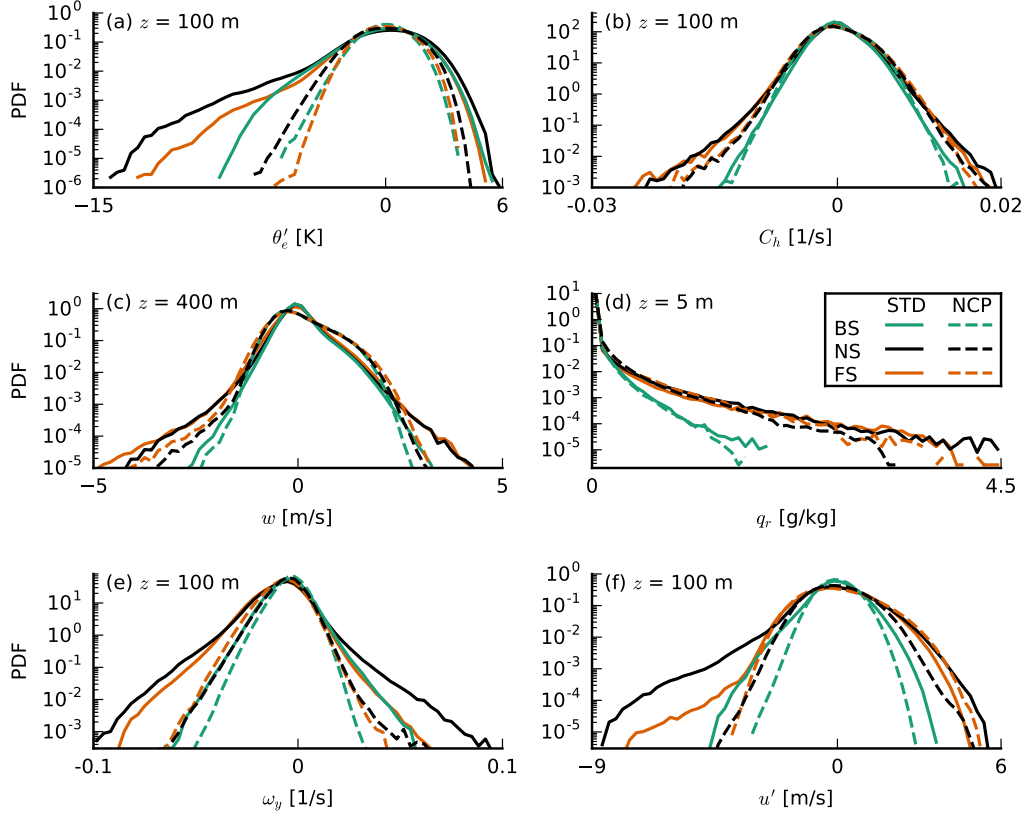 (a) z = 100 m
PDF
10^0
10^-1
10^-2
10^-3
10^-4
10^-5
10^-6
-15
0
6
θ′_e [K]
(b) z = 100 m
10^2
10^1
10^0
10^-1
10^-2
10^-3
-0.03
0
0.02
C_h [1/s]
(c) z = 400 m
PDF
10^0
10^-1
10^-2
10^-3
10^-4
10^-5
-5
0
5
w [m/s]
(d) z = 5 m
10^1
10^0
10^-1
10^-2
10^-3
10^-4
10^-5
0
4.5
q_r [g/kg]
STD NCP
BS
NS
FS
(e) z = 100 m
PDF
10^1
10^0
10^-1
10^-2
10^-3
-0.1
0
0.1
ω_y [1/s]
(f) z = 100 m
10^0
10^-1
10^-2
10^-3
10^-4
10^-5
-9
0
6
u′ [m/s]